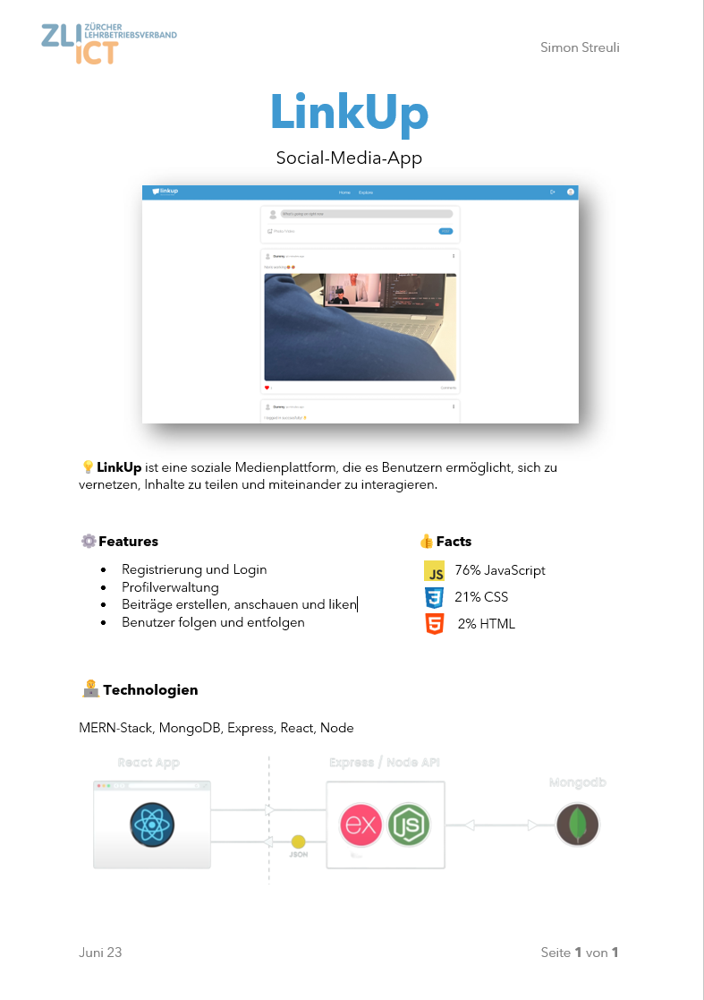 ZLI ZÜRCHER
LEHRBETRIEBSVERBAND
ICT
Simon Streuli
LinkUp
Social-Media-App
linkup
Home Explore
What's going on right now
Photo/Video
Dummy
Nice working
Comments
Dummy
I logged in successfully!
💡LinkUp ist eine soziale Medienplattform, die es Benutzern ermöglicht, sich zu
vernetzen, Inhalte zu teilen und miteinander zu interagieren.
⚙️Features
• Registrierung und Login
• Profilverwaltung
• Beiträge erstellen, anschauen und liken
• Benutzer folgen und entfolgen
👍Facts
JS 76% JavaScript
3 21% CSS
5 2% HTML
Technologien
MERN-Stack, MongoDB, Express, React, Node
React App
Express / Node API
Mongodb
ex JS
JSON
Juni 23
Seite 1 von 1